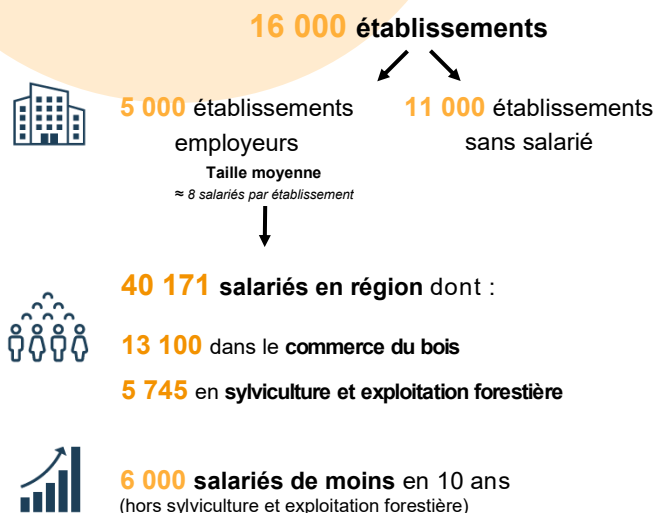 16 000 établissements
5 000 établissements employeurs
11 000 établissements sans salarié
Taille moyenne
≈ 8 salariés par établissement
40 171 salariés en région dont :
13 100 dans le commerce du bois
5 745 en sylviculture et exploitation forestière
6 000 salariés de moins en 10 ans
(hors sylviculture et exploitation forestière)